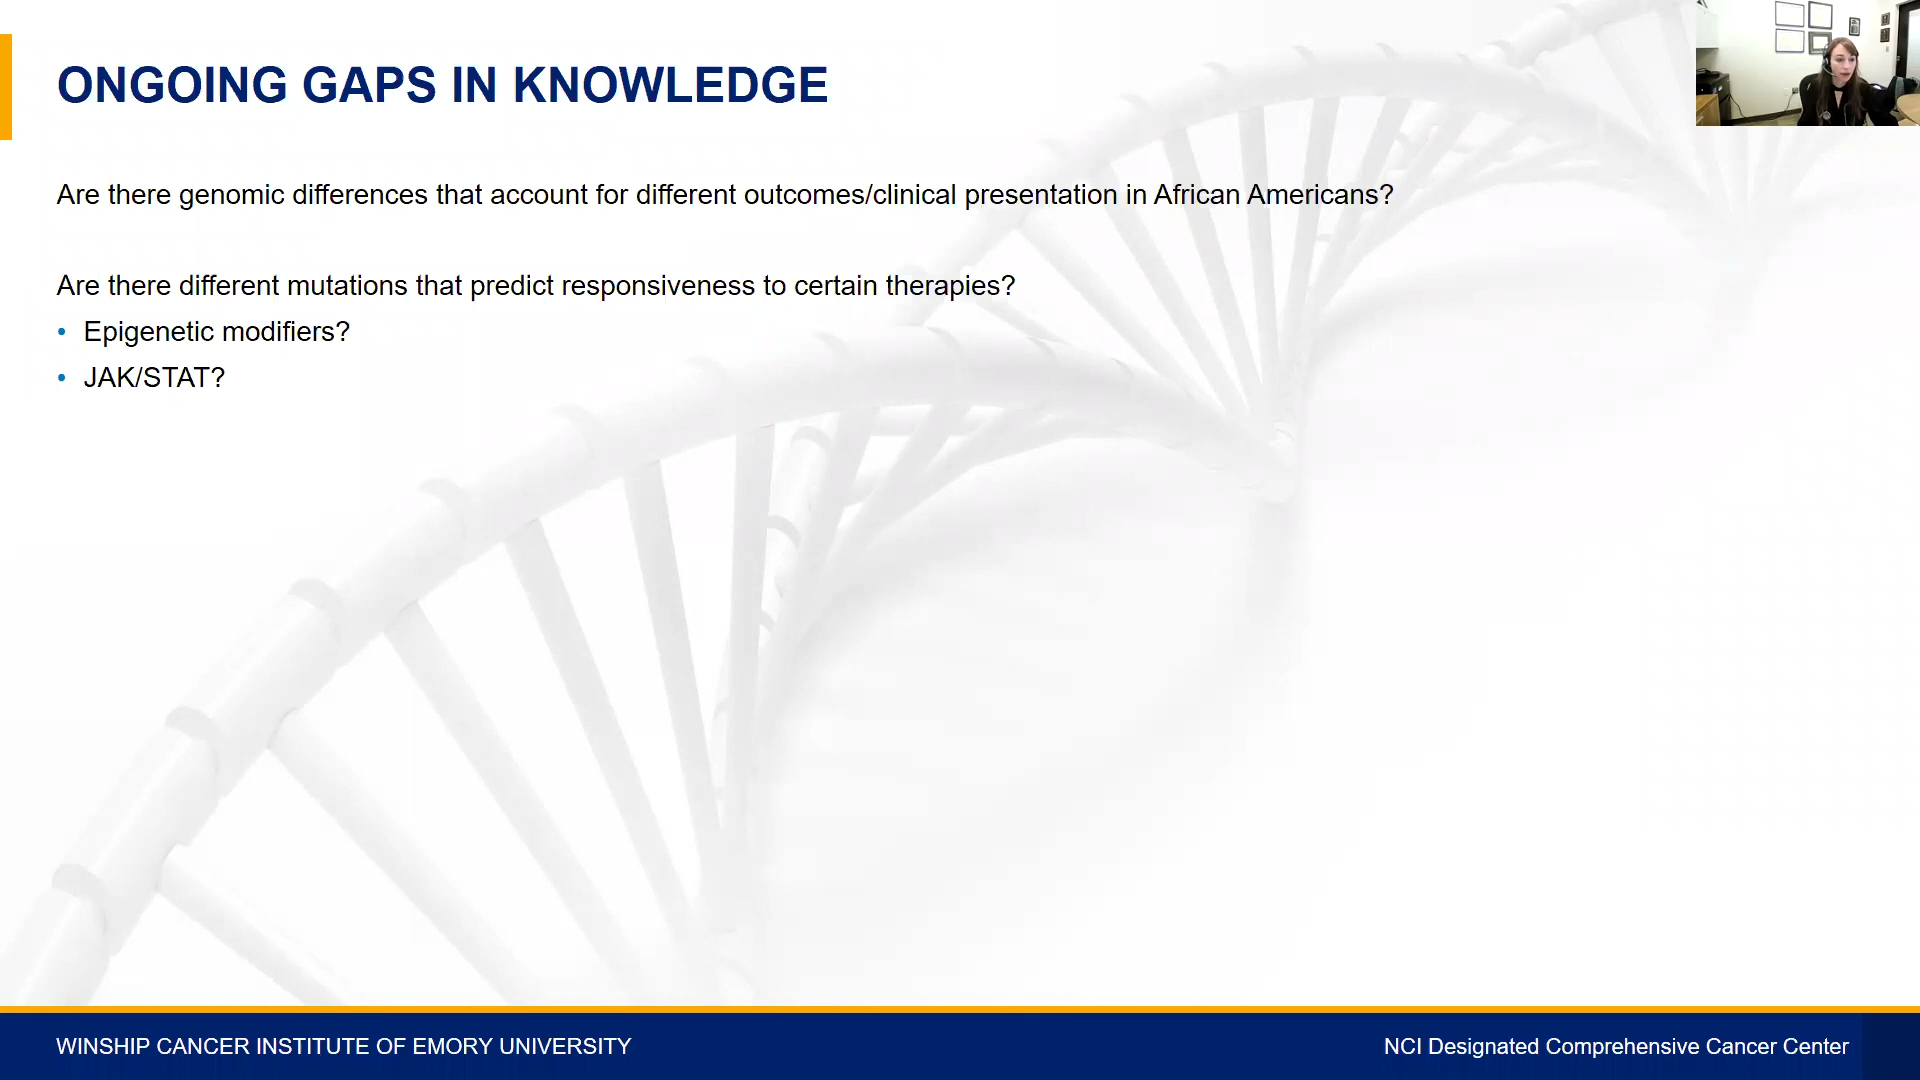 ONGOING GAPS IN KNOWLEDGE
Are there genomic differences that account for different outcomes/clinical presentation in African Americans?
Are there different mutations that predict responsiveness to certain therapies?
• Epigenetic modifiers?
• JAK/STAT?
WINSHIP CANCER INSTITUTE OF EMORY UNIVERSITY
NCI Designated Comprehensive Cancer Center